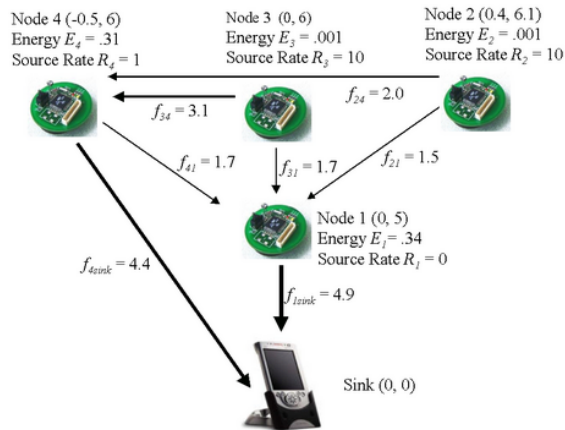 Node 4 (-0.5, 6)
Energy E4 = .31
Source Rate R4 = 1
Node 3 (0, 6)
Energy E3 = .001
Source Rate R3 = 10
Node 2 (0.4, 6.1)
Energy E2 = .001
Source Rate R2 = 10
f24 = 2.0
f34 = 3.1
f41 = 1.7
f31 = 1.7
f21 = 1.5
Node 1 (0, 5)
Energy E1 = .34
Source Rate R1 = 0
f4sink = 4.4
f1sink = 4.9
Sink (0, 0)